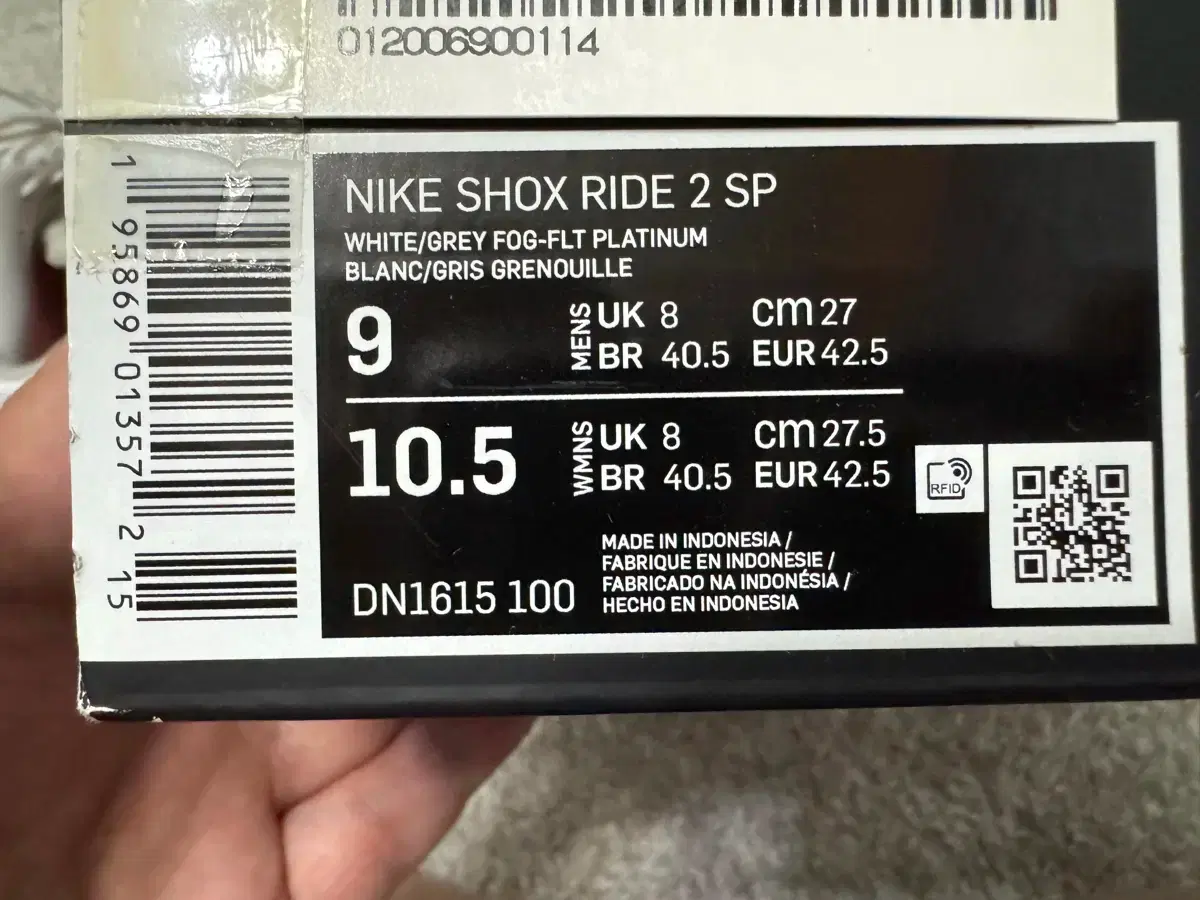 012006900114
1 95869 01357 2 15
NIKE SHOX RIDE 2 SP
WHITE/GREY FOG-FLT PLATINUM
BLANC/GRIS GRENOUILLE
9 MENS UK 8 cm 27
BR 40.5 EUR 42.5
10.5 WMNS UK 8 cm 27.5
BR 40.5 EUR 42.5
RFID
MADE IN INDONESIA /
FABRIQUE EN INDONESIE /
FABRICADO NA INDONÉSIA /
HECHO EN INDONESIA
DN1615 100